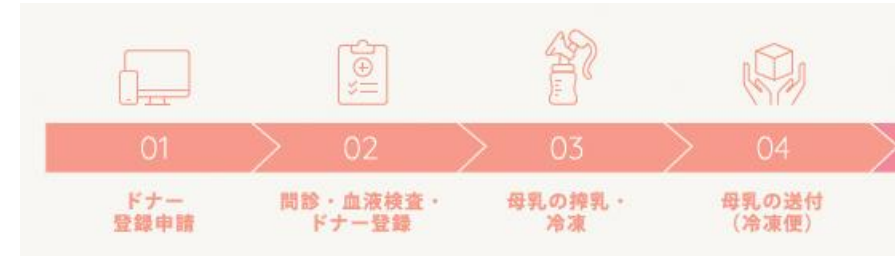 01
02
03
04
ドナー
登録申請
問診・血液検査・
ドナー登録
母乳の搾乳・
冷凍
母乳の送付
（冷凍便）